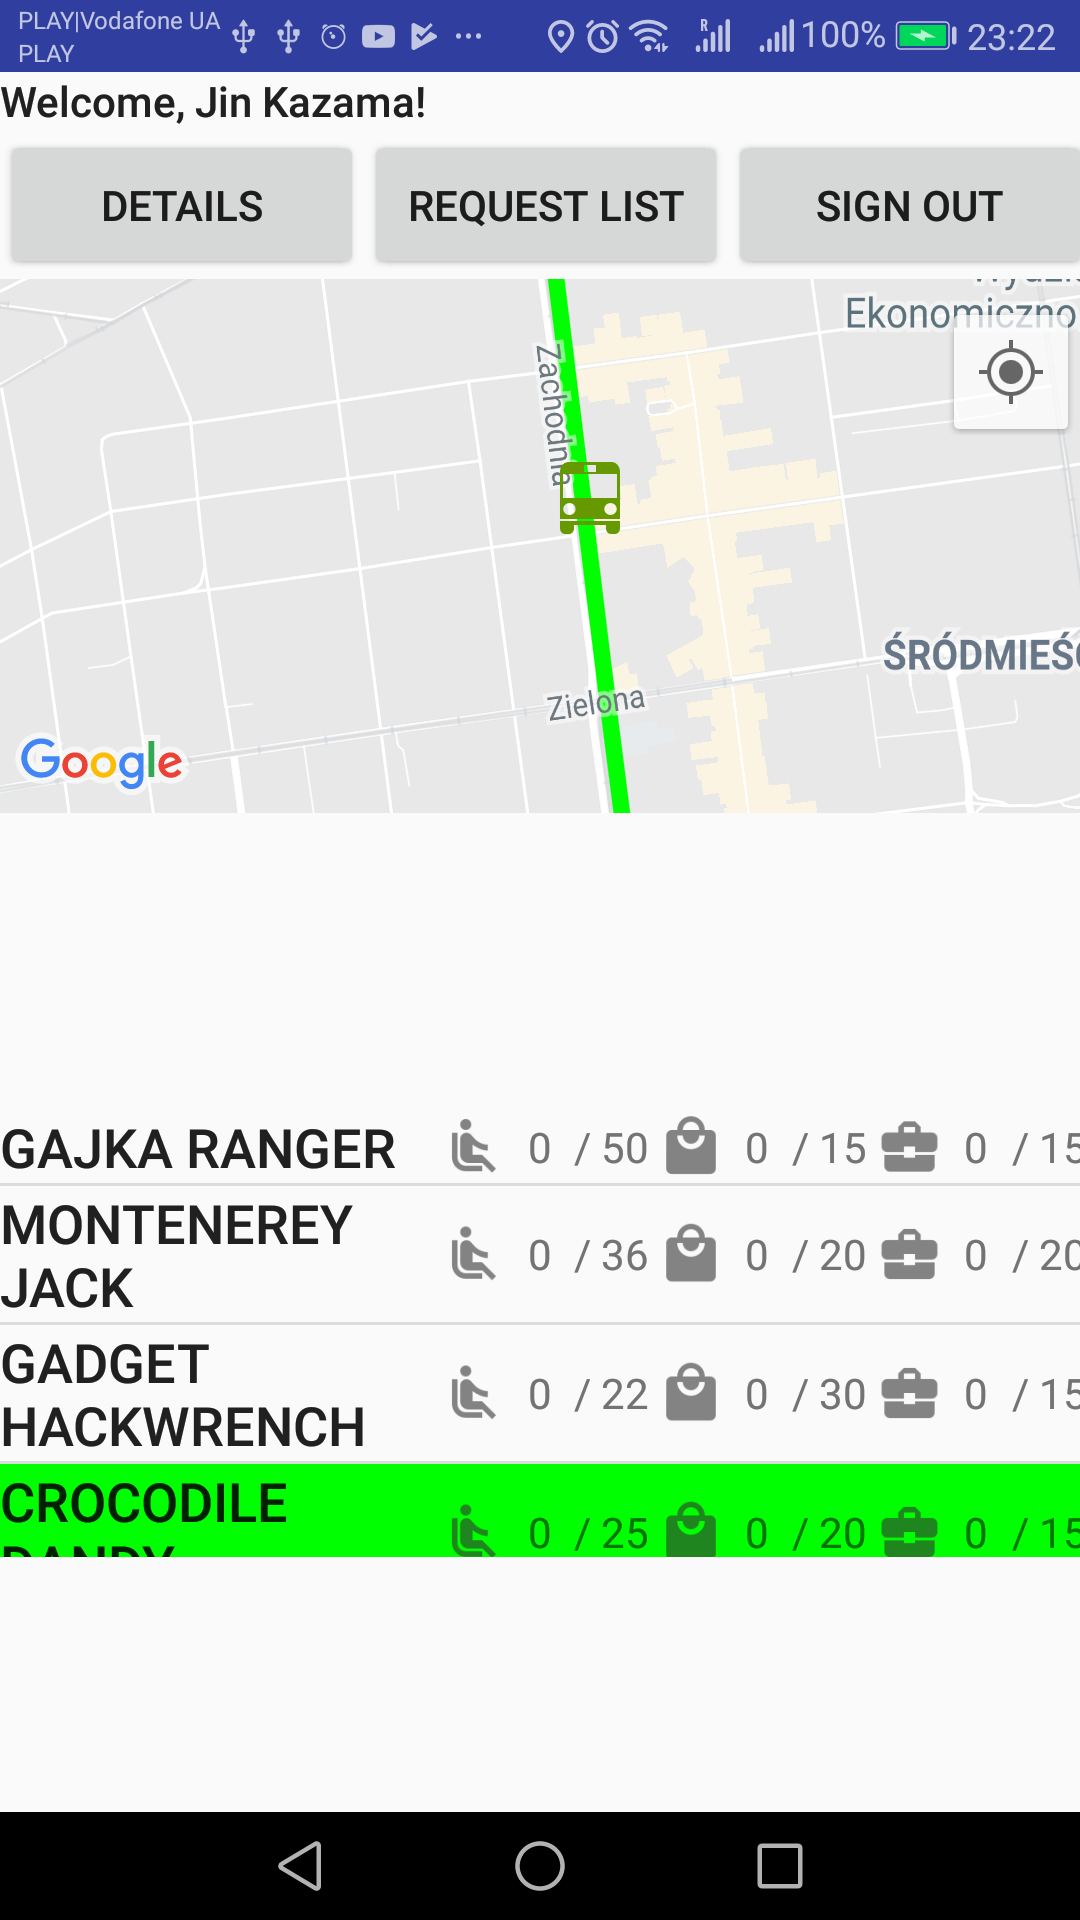 PLAY|Vodafone UA
PLAY
R
100%
23:22
Welcome, Jin Kazama!
DETAILS
REQUEST LIST
SIGN OUT
Ekonomiczno
Zachodnia
ŚRÓDMIEŚ
Zielona
Google
GAJKA RANGER 0 / 50 0 / 15 0 / 15
MONTENEREY
JACK 0 / 36 0 / 20 0 / 20
GADGET
HACKWRENCH 0 / 22 0 / 30 0 / 15
CROCODILE
DANDY 0 / 25 0 / 20 0 / 15